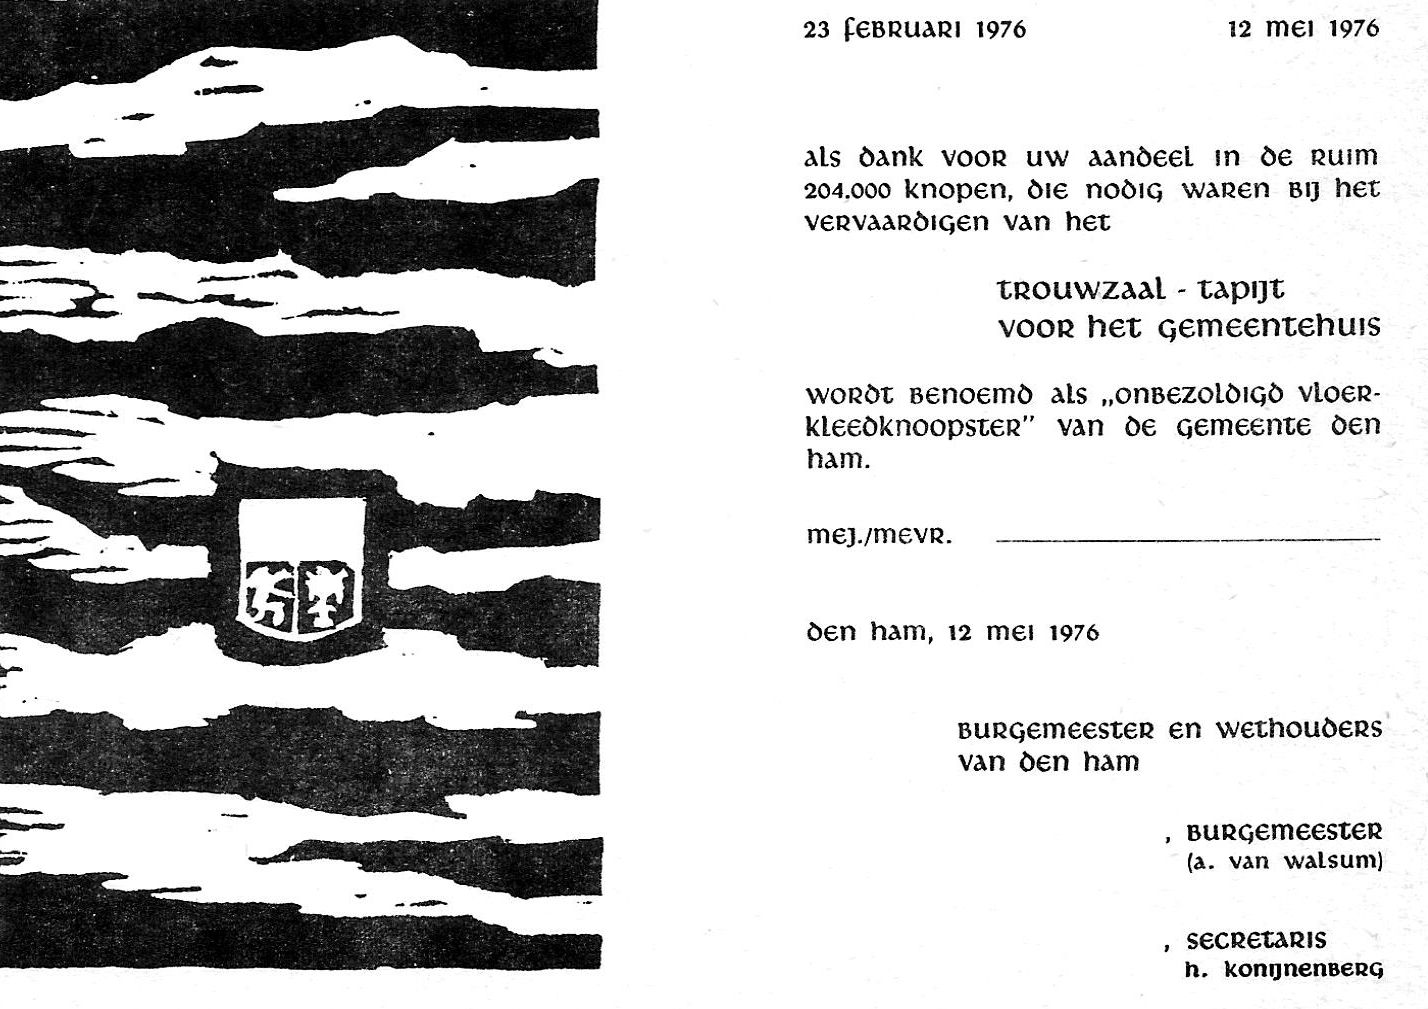 23 februari 1976 12 mei 1976
als dank voor uw aandeel in de ruim
204.000 knopen, die nodig waren bij het
vervaardigen van het
trouwzaal - tapijt
voor het gemeentehuis
wordt benoemd als „onbezoldigd vloer-
kleedknoopster” van de gemeente den
ham.
mej./mevr.
den ham, 12 mei 1976
burgemeester en wethouders
van den ham
, burgemeester
(a. van walsum)
, secretaris
h. konijnenberg